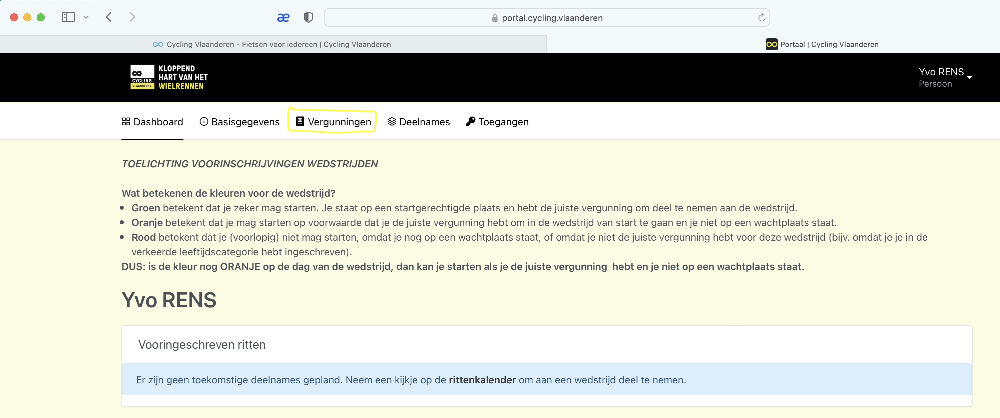 æ
portal.cycling.vlaanderen
Cycling Vlaanderen - Fietsen voor iedereen | Cycling Vlaanderen
Portaal | Cycling Vlaanderen
CYCLING
VLAANDEREN
KLOPPEND
HART VAN HET
WIELRENNEN
Yvo RENS
Persoon
Dashboard
Basisgegevens
Vergunningen
Deelnames
Toegangen
TOELICHTING VOORINSCHRIJVINGEN WEDSTRIJDEN
Wat betekenen de kleuren voor de wedstrijd?
• Groen betekent dat je zeker mag starten. Je staat op een startgerechtigde plaats en hebt de juiste vergunning om deel te nemen aan de wedstrijd.
• Oranje betekent dat je mag starten op voorwaarde dat je de juiste vergunning hebt om in de wedstrijd van start te gaan en je niet op een wachtplaats staat.
• Rood betekent dat je (voorlopig) niet mag starten, omdat je nog op een wachtplaats staat, of omdat je niet de juiste vergunning hebt voor deze wedstrijd (bijv. omdat je je in de
verkeerde leeftijdscategorie hebt ingeschreven).
DUS: is de kleur nog ORANJE op de dag van de wedstrijd, dan kan je starten als je de juiste vergunning  hebt en je niet op een wachtplaats staat.
Yvo RENS
Vooringeschreven ritten
Er zijn geen toekomstige deelnames gepland. Neem een kijkje op de rittenkalender om aan een wedstrijd deel te nemen.